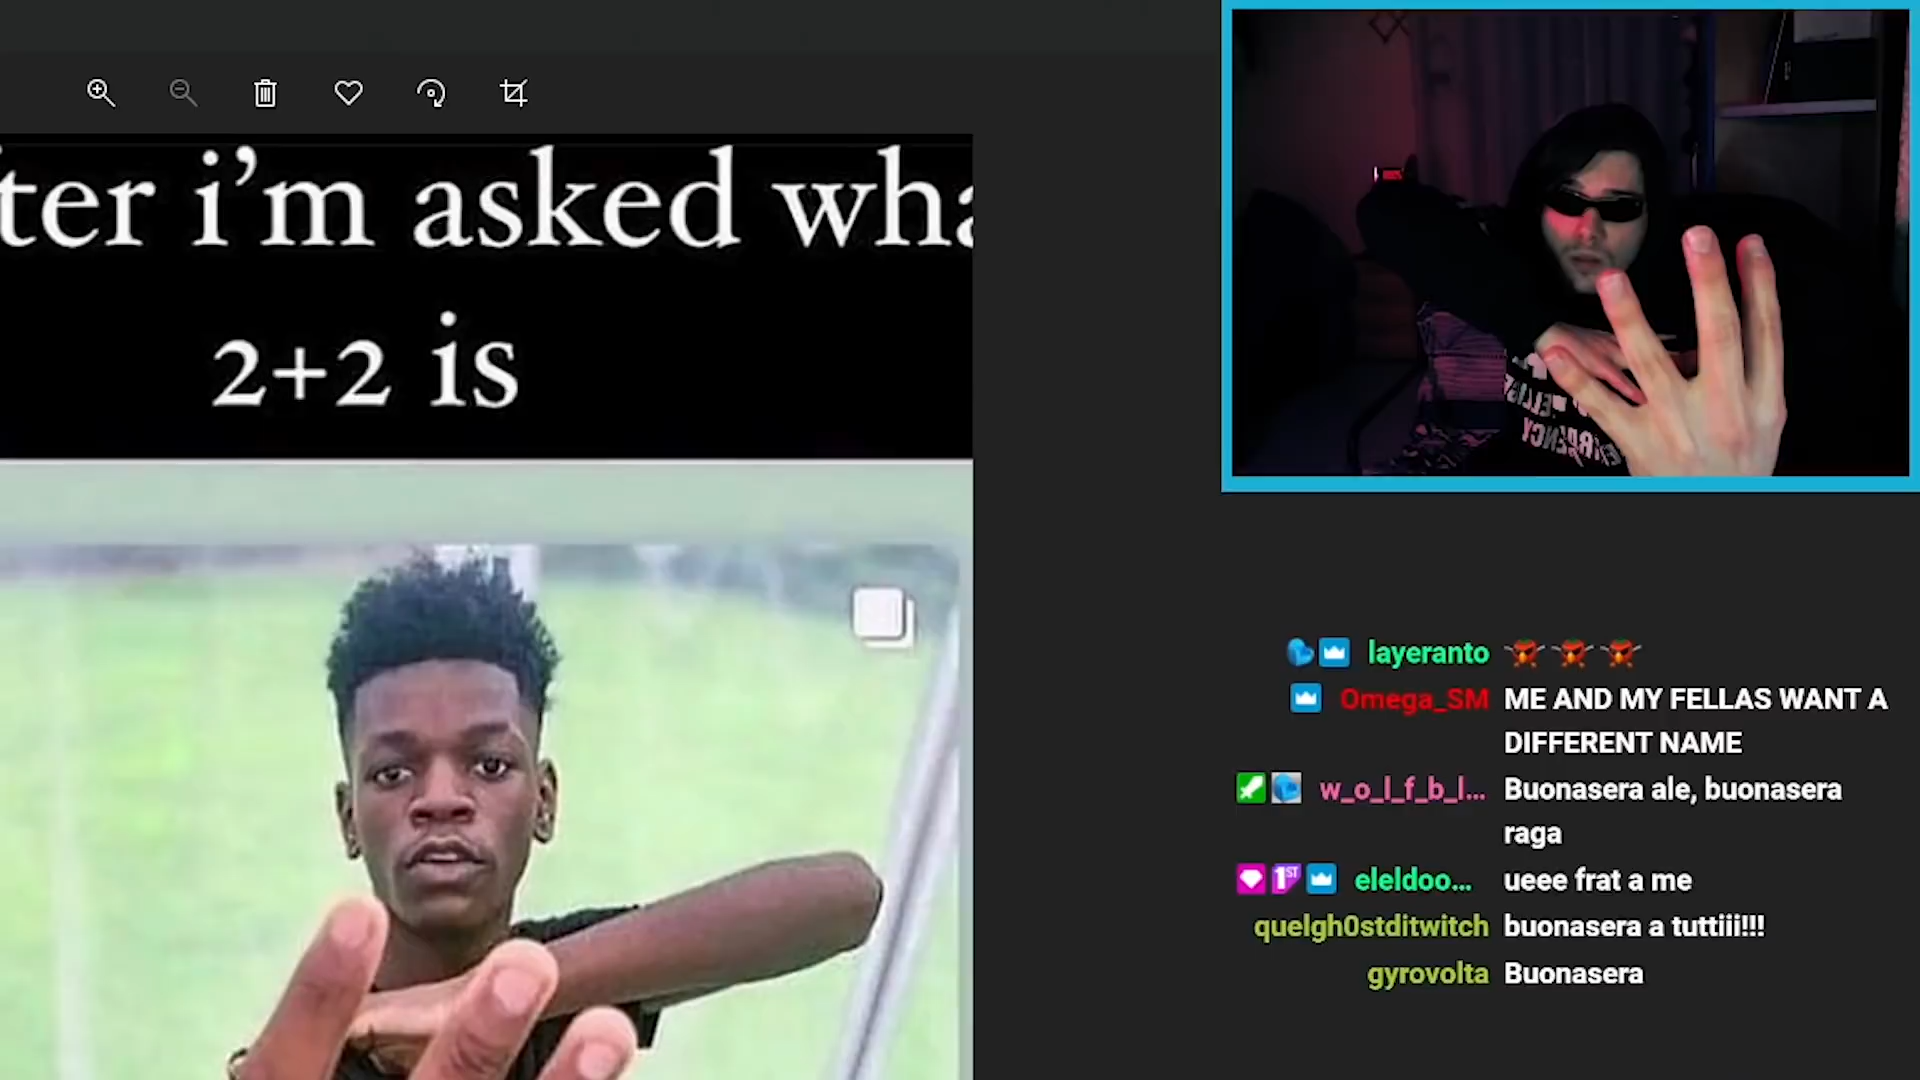 ter i'm asked wha
2+2 is
layeranto
Omega_SM ME AND MY FELLAS WANT A
DIFFERENT NAME
w_o_l_f_b_l... Buonasera ale, buonasera
raga
1ST eleldoo... ueee frat a me
quelgh0stditwitch buonasera a tuttiii!!!
gyrovolta Buonasera